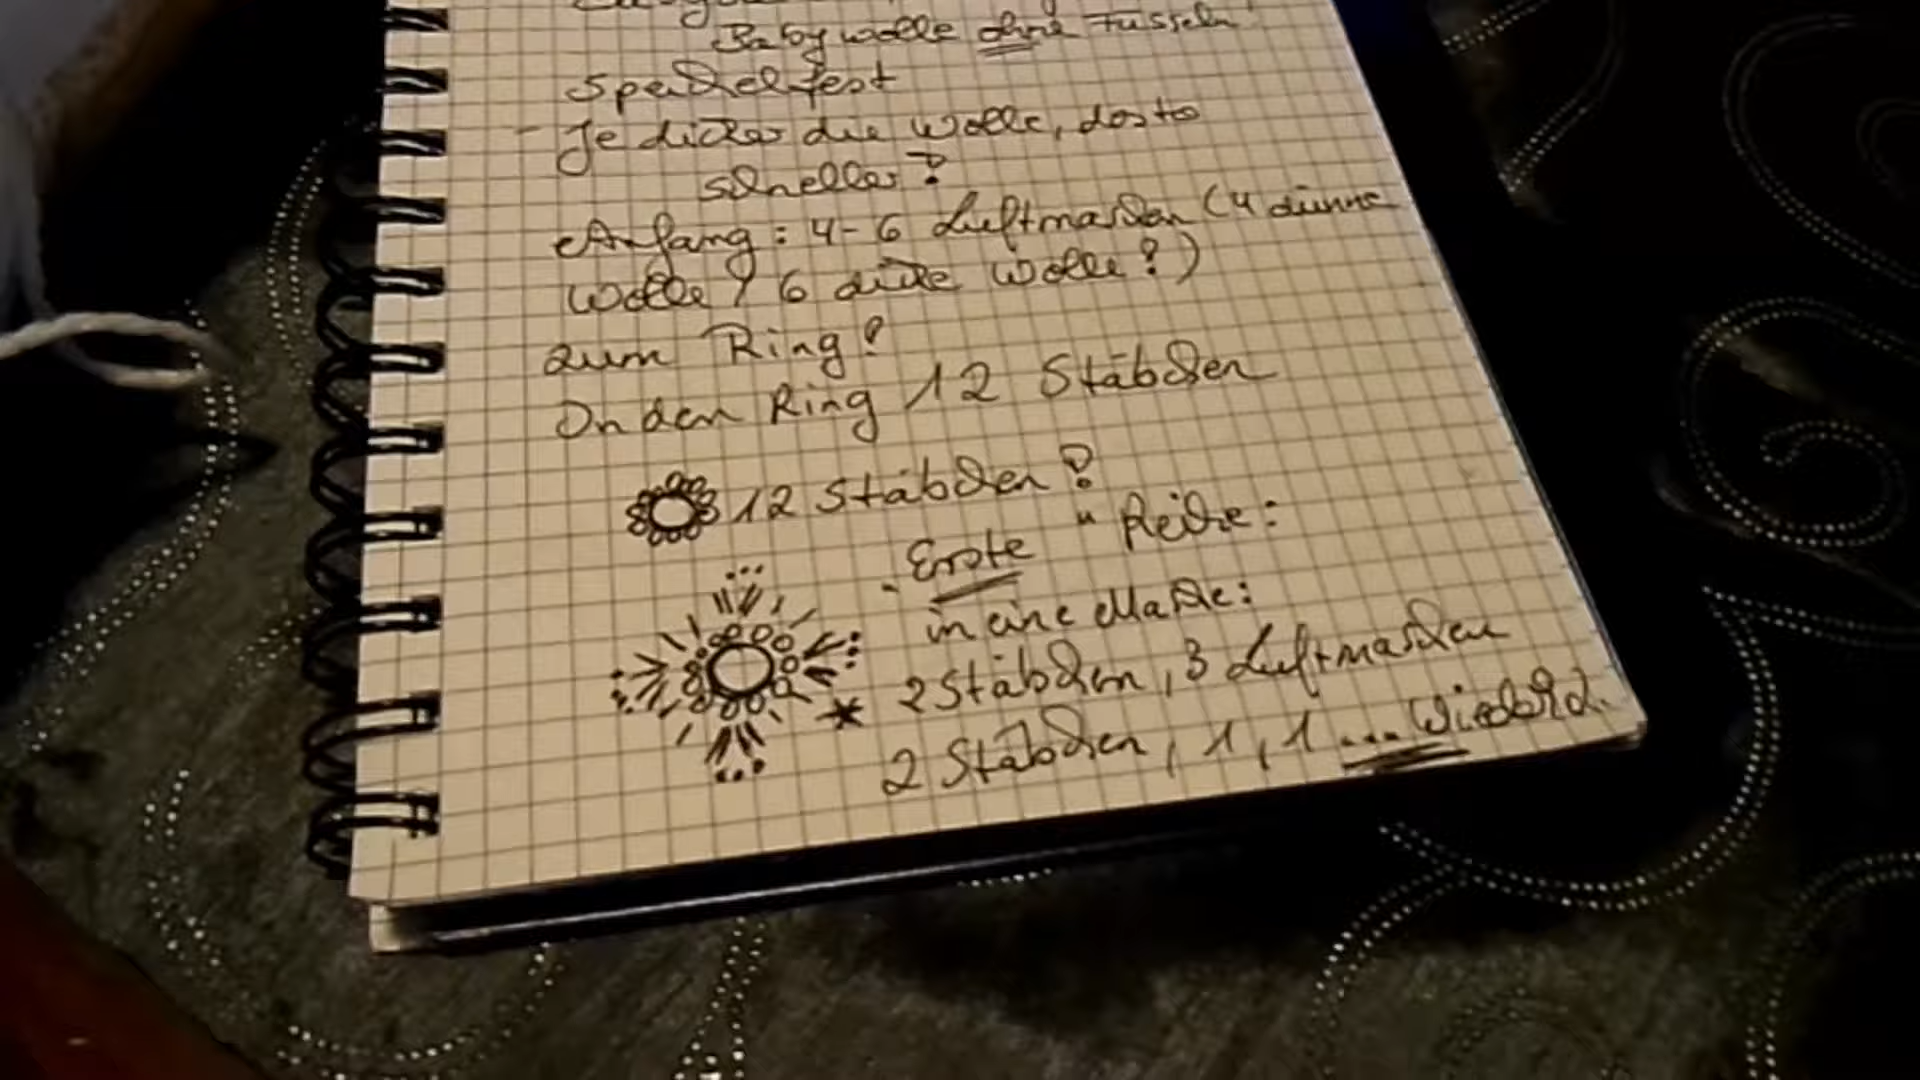 Babywolle ohne Fusseln!
Speichelfest
- Je dicker die Wolle, desto
schneller!
Anfang: 4-6 Luftmaschen (4 dünne
Wolle / 6 dicke Wolle!)
zum Ring!
In den Ring 12 Stäbchen
12 Stäbchen!
"Erste" Reihe:
in eine Masche:
* 2 Stäbchen, 3 Luftmaschen
2 Stäbchen, 1, 1 ... Wiederh.